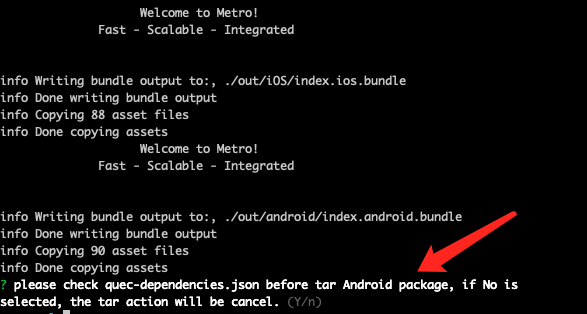 Welcome to Metro!
Fast - Scalable - Integrated
info Writing bundle output to:, ./out/iOS/index.ios.bundle
info Done writing bundle output
info Copying 88 asset files
info Done copying assets
Welcome to Metro!
Fast - Scalable - Integrated
info Writing bundle output to:, ./out/android/index.android.bundle
info Done writing bundle output
info Copying 90 asset files
info Done copying assets
? please check quec-dependencies.json before tar Android package, if No is
selected, the tar action will be cancel. (Y/n)